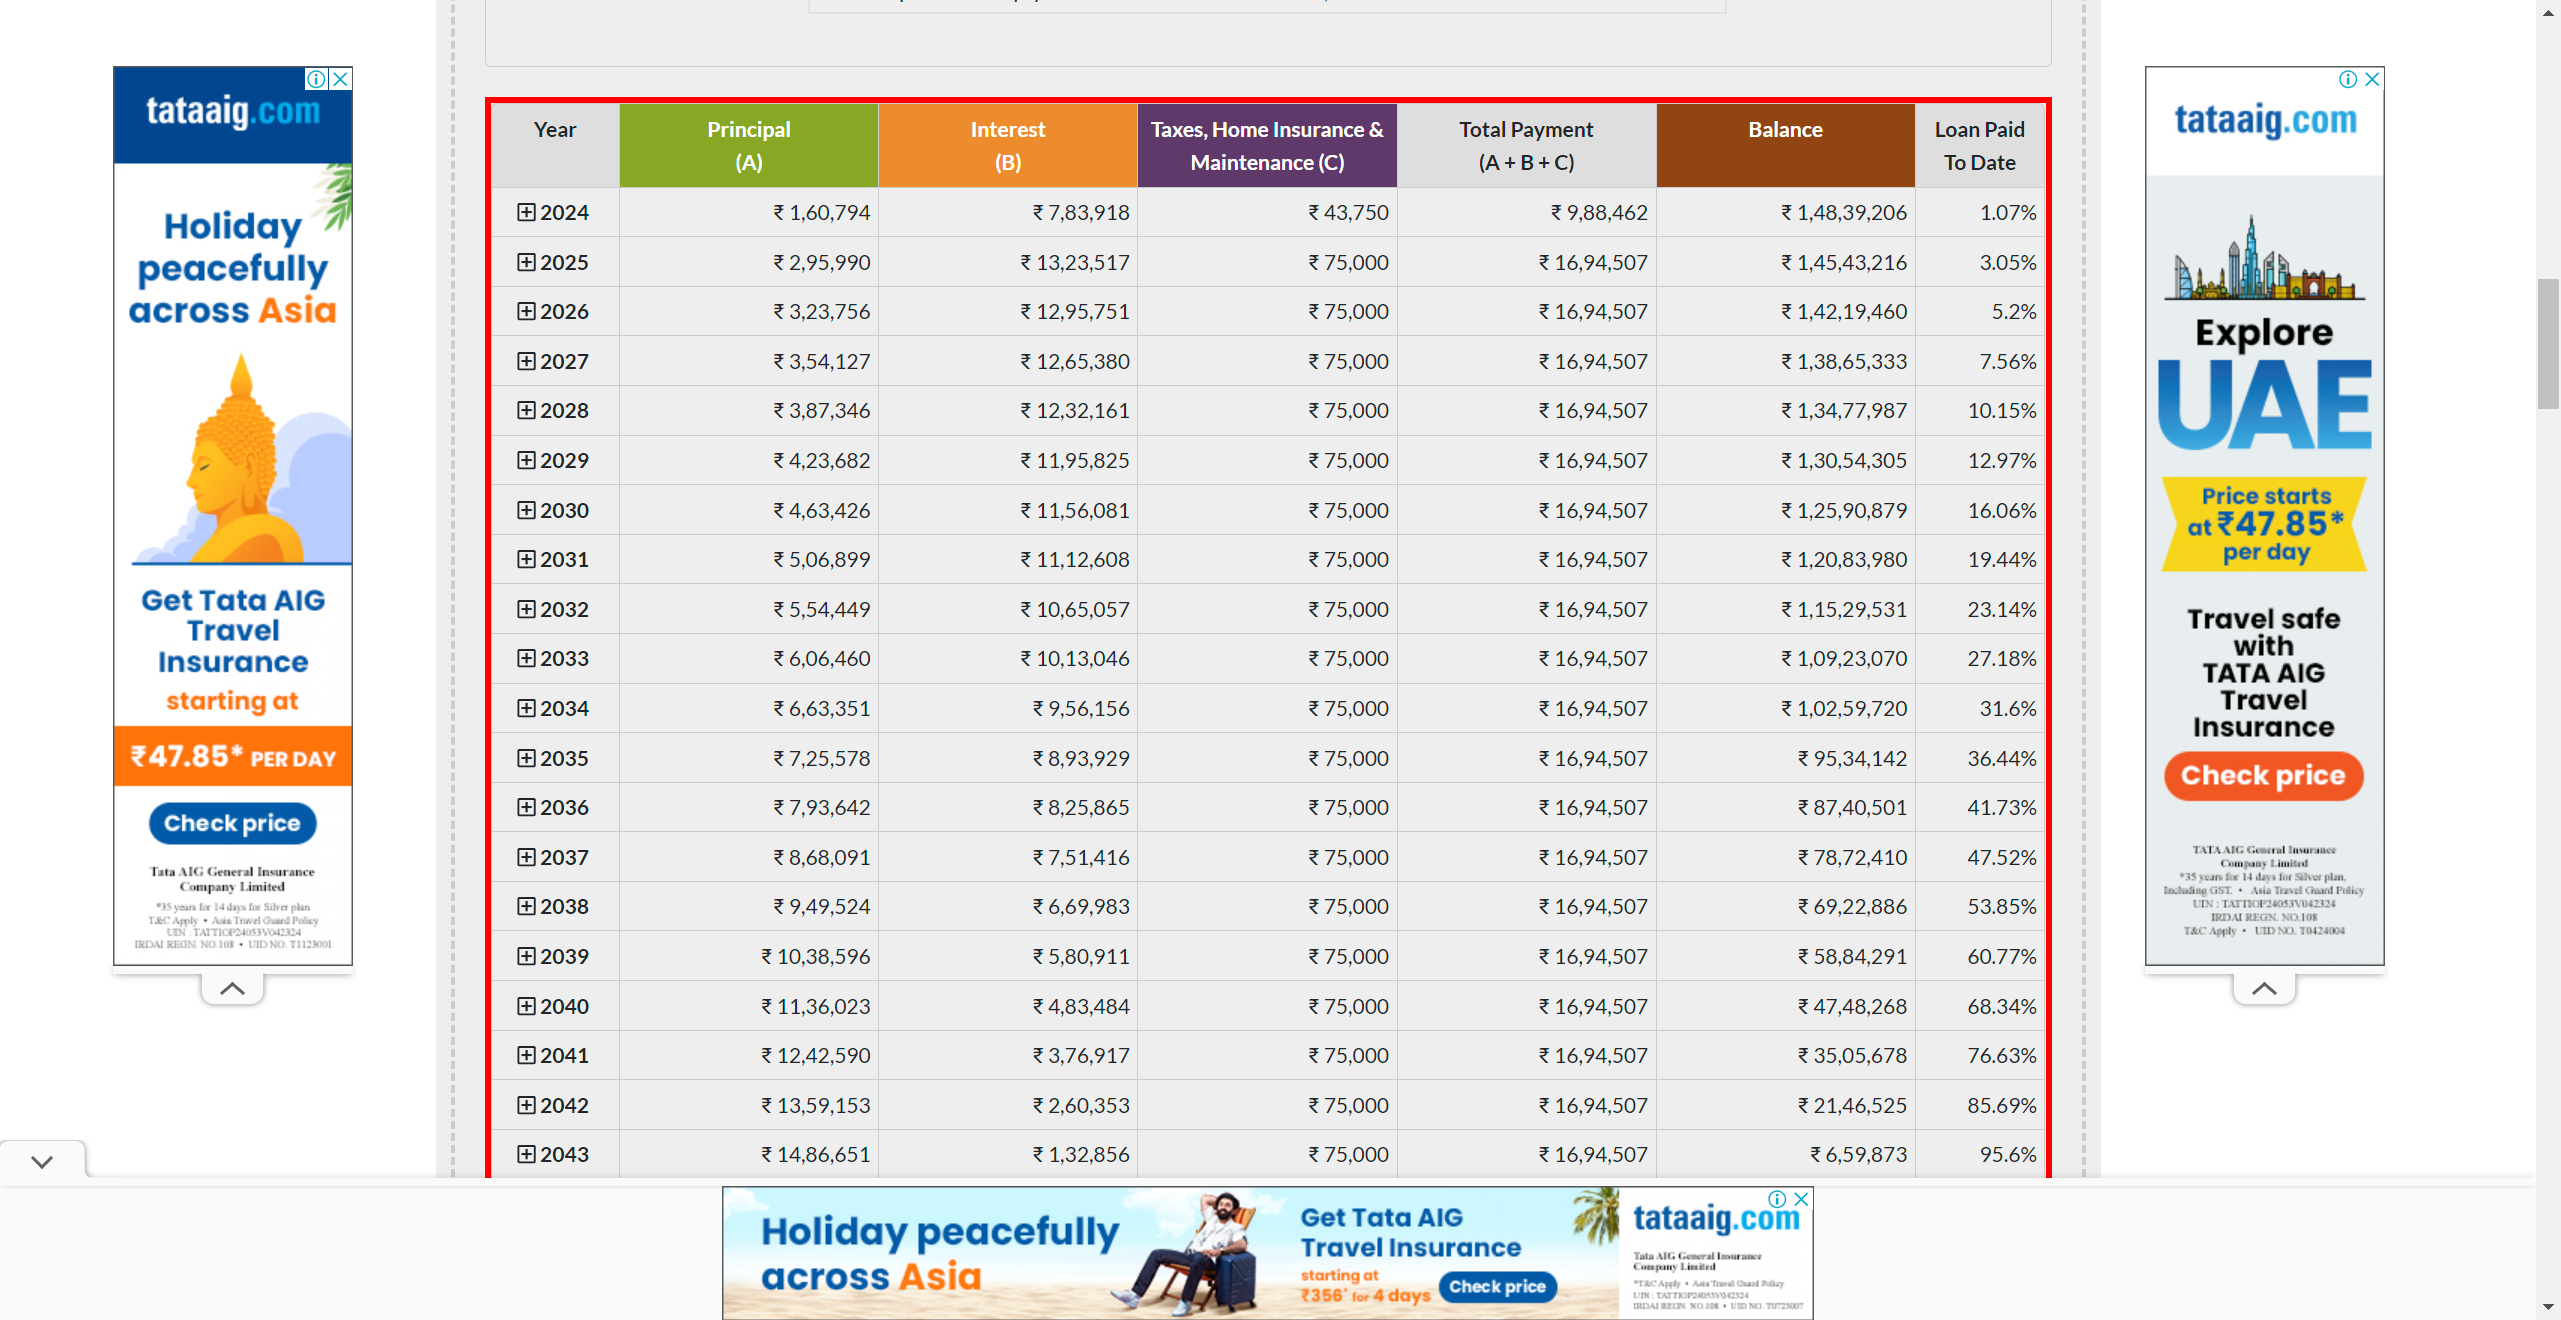 tataaig.com
Holiday
peacefully
across Asia
Get Tata AIG
Travel
Insurance
starting at
₹47.85* PER DAY
Check price
Tata AIG General Insurance
Company Limited
*35 years for 14 days for Silver plan.
T&C Apply • Asia Travel Guard Policy
UIN : TATTIOP24053V042324
IRDAI REGN. NO.108 • UID NO. T1123001
Year Principal (A) Interest (B) Taxes, Home Insurance & Maintenance (C) Total Payment (A + B + C) Balance Loan Paid To Date
2024 ₹ 1,60,794 ₹ 7,83,918 ₹ 43,750 ₹ 9,88,462 ₹ 1,48,39,206 1.07%
2025 ₹ 2,95,990 ₹ 13,23,517 ₹ 75,000 ₹ 16,94,507 ₹ 1,45,43,216 3.05%
2026 ₹ 3,23,756 ₹ 12,95,751 ₹ 75,000 ₹ 16,94,507 ₹ 1,42,19,460 5.2%
2027 ₹ 3,54,127 ₹ 12,65,380 ₹ 75,000 ₹ 16,94,507 ₹ 1,38,65,333 7.56%
2028 ₹ 3,87,346 ₹ 12,32,161 ₹ 75,000 ₹ 16,94,507 ₹ 1,34,77,987 10.15%
2029 ₹ 4,23,682 ₹ 11,95,825 ₹ 75,000 ₹ 16,94,507 ₹ 1,30,54,305 12.97%
2030 ₹ 4,63,426 ₹ 11,56,081 ₹ 75,000 ₹ 16,94,507 ₹ 1,25,90,879 16.06%
2031 ₹ 5,06,899 ₹ 11,12,608 ₹ 75,000 ₹ 16,94,507 ₹ 1,20,83,980 19.44%
2032 ₹ 5,54,449 ₹ 10,65,057 ₹ 75,000 ₹ 16,94,507 ₹ 1,15,29,531 23.14%
2033 ₹ 6,06,460 ₹ 10,13,046 ₹ 75,000 ₹ 16,94,507 ₹ 1,09,23,070 27.18%
2034 ₹ 6,63,351 ₹ 9,56,156 ₹ 75,000 ₹ 16,94,507 ₹ 1,02,59,720 31.6%
2035 ₹ 7,25,578 ₹ 8,93,929 ₹ 75,000 ₹ 16,94,507 ₹ 95,34,142 36.44%
2036 ₹ 7,93,642 ₹ 8,25,865 ₹ 75,000 ₹ 16,94,507 ₹ 87,40,501 41.73%
2037 ₹ 8,68,091 ₹ 7,51,416 ₹ 75,000 ₹ 16,94,507 ₹ 78,72,410 47.52%
2038 ₹ 9,49,524 ₹ 6,69,983 ₹ 75,000 ₹ 16,94,507 ₹ 69,22,886 53.85%
2039 ₹ 10,38,596 ₹ 5,80,911 ₹ 75,000 ₹ 16,94,507 ₹ 58,84,291 60.77%
2040 ₹ 11,36,023 ₹ 4,83,484 ₹ 75,000 ₹ 16,94,507 ₹ 47,48,268 68.34%
2041 ₹ 12,42,590 ₹ 3,76,917 ₹ 75,000 ₹ 16,94,507 ₹ 35,05,678 76.63%
2042 ₹ 13,59,153 ₹ 2,60,353 ₹ 75,000 ₹ 16,94,507 ₹ 21,46,525 85.69%
2043 ₹ 14,86,651 ₹ 1,32,856 ₹ 75,000 ₹ 16,94,507 ₹ 6,59,873 95.6%
tataaig.com
Explore
UAE
Price starts
at ₹47.85*
per day
Travel safe
with
TATA AIG
Travel
Insurance
Check price
TATA AIG General Insurance
Company Limited
*35 years for 14 days for Silver plan,
Including GST. • Asia Travel Guard Policy
UIN : TATTIOP24053V042324
IRDAI REGN. NO.108
T&C Apply • UID NO. T0424004
Holiday peacefully
across Asia
Get Tata AIG
Travel Insurance
starting at
₹356* for 4 days
Check price
tataaig.com
Tata AIG General Insurance
Company Limited
*T&C Apply • Asia Travel Guard Policy
UIN : TATTIOP24053V042324
IRDAI REGN. NO.108 • UID NO. T0723007